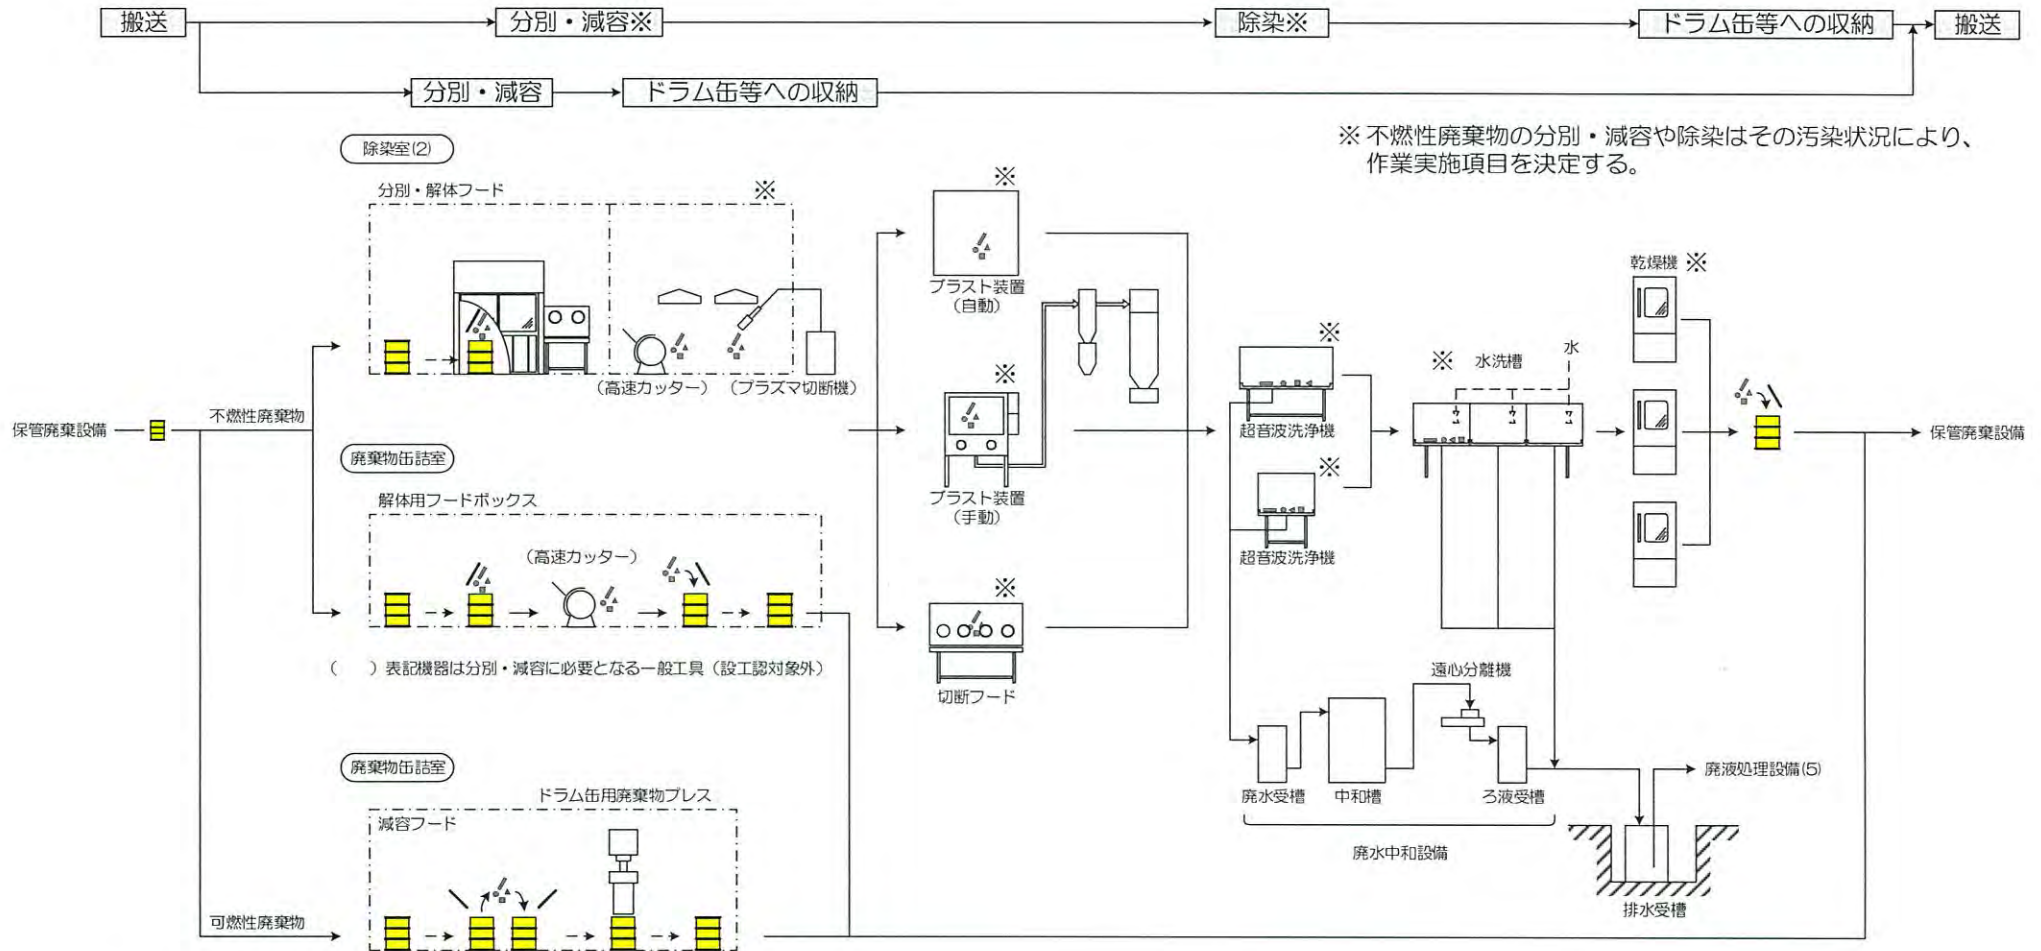 搬送
分別・減容※
除染※
ドラム缶等への収納
搬送
分別・減容
ドラム缶等への収納
※ 不燃性廃棄物の分別・減容や除染はその汚染状況により、
作業実施項目を決定する。
除染室(2)
分別・解体フード
※
(高速カッター)
(プラズマ切断機)
※
ブラスト装置
(自動)
※
ブラスト装置
(手動)
※
切断フード
※
超音波洗浄機
※
超音波洗浄機
※
水洗槽
水
乾燥機 ※
保管廃棄設備
不燃性廃棄物
保管廃棄設備
廃棄物缶詰室
解体用フードボックス
(高速カッター)
( )表記機器は分別・減容に必要となる一般工具(設工認対象外)
遠心分離機
廃水受槽
中和槽
ろ液受槽
廃水中和設備
廃液処理設備(5)
排水受槽
廃棄物缶詰室
ドラム缶用廃棄物プレス
減容フード
可燃性廃棄物